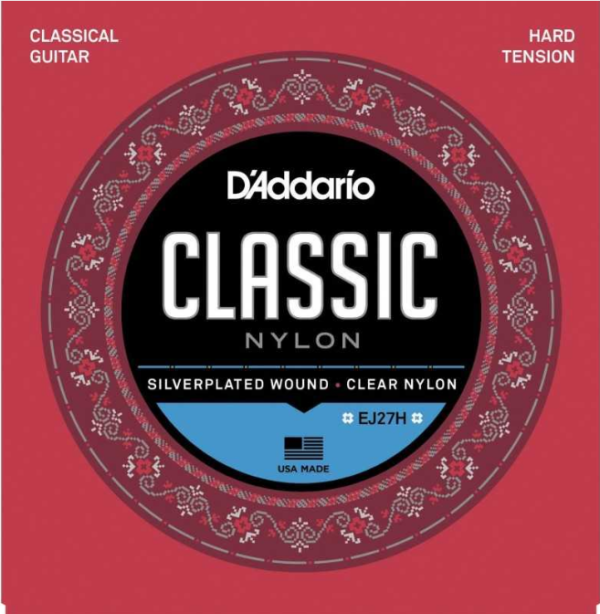 CLASSICAL
GUITAR
HARD
TENSION
D'Addario
CLASSIC
NYLON
SILVERPLATED WOUND • CLEAR NYLON
EJ27H
USA MADE